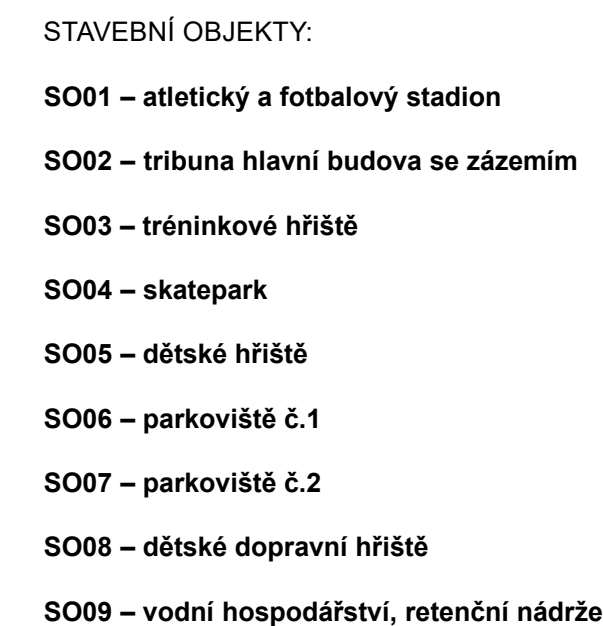 STAVEBNÍ OBJEKTY:
SO01 – atletický a fotbalový stadion
SO02 – tribuna hlavní budova se zázemím
SO03 – tréninkové hřiště
SO04 – skatepark
SO05 – dětské hřiště
SO06 – parkoviště č.1
SO07 – parkoviště č.2
SO08 – dětské dopravní hřiště
SO09 – vodní hospodářství, retenční nádrže